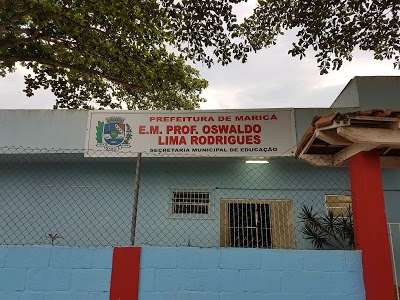 PREFEITURA DE MARICÁ
E.M. PROF. OSWALDO
LIMA RODRIGUES
SECRETARIA MUNICIPAL DE EDUCAÇÃO